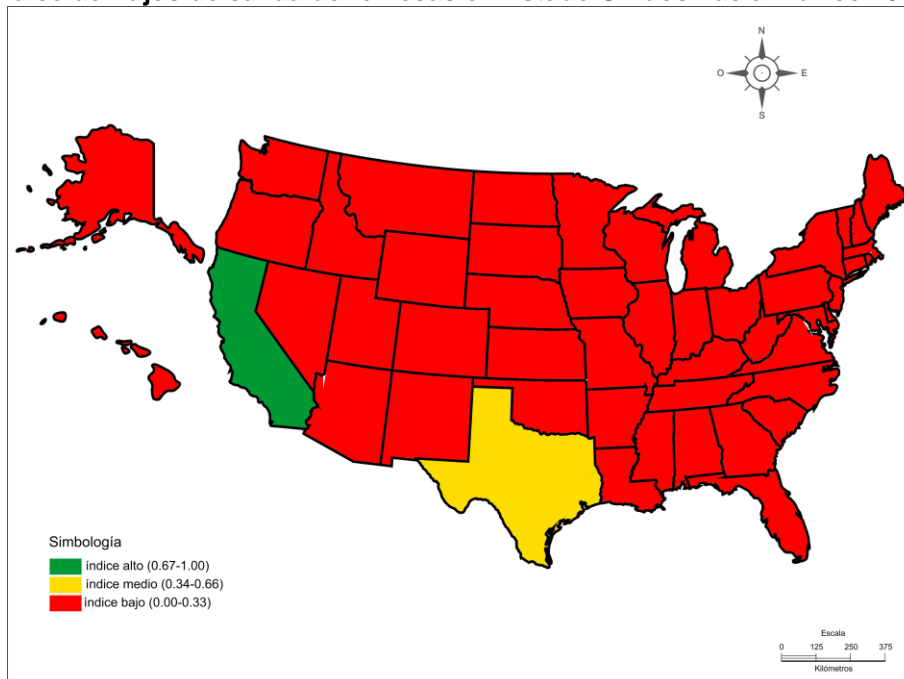 N
O E
S
Simbología
índice alto (0.67-1.00)
índice medio (0.34-0.66)
índice bajo (0.00-0.33)
Escala
0 125 250 375
Kilómetros